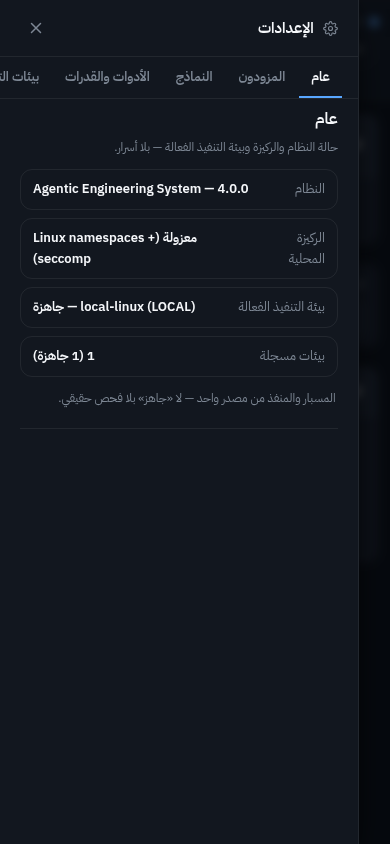 الإعدادات
عام
المزودون
النماذج
الأدوات والقدرات
بيئات
عام
حالة النظام والركيزة وبيئة التنفيذ الفعالة — بلا أسرار.
النظام
Agentic Engineering System — 4.0.0
الركيزة
المحلية
معزولة (Linux namespaces +
seccomp)
بيئة التنفيذ الفعالة
local-linux (LOCAL) — جاهزة
بيئات مسجلة
1 (1 جاهزة)
المسبار والمنفذ من مصدر واحد — لا «جاهز» بلا فحص حقيقي.